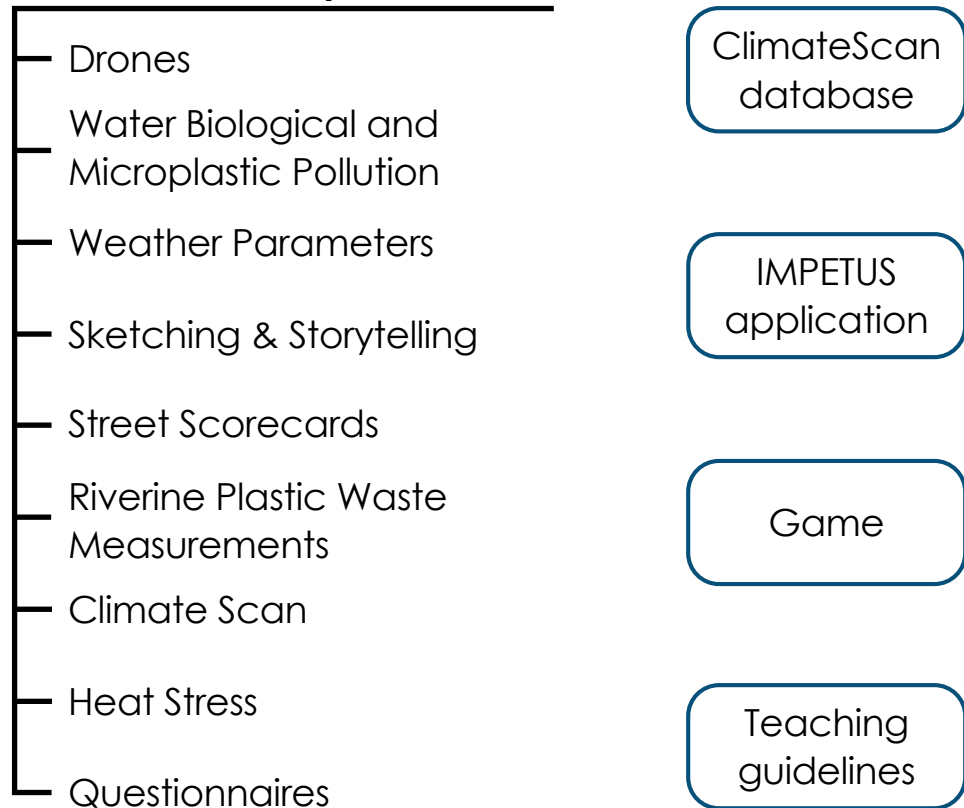 Drones
Water Biological and
Microplastic Pollution
Weather Parameters
Sketching & Storytelling
Street Scorecards
Riverine Plastic Waste
Measurements
Climate Scan
Heat Stress
Questionnaires
ClimateScan
database
IMPETUS
application
Game
Teaching
guidelines